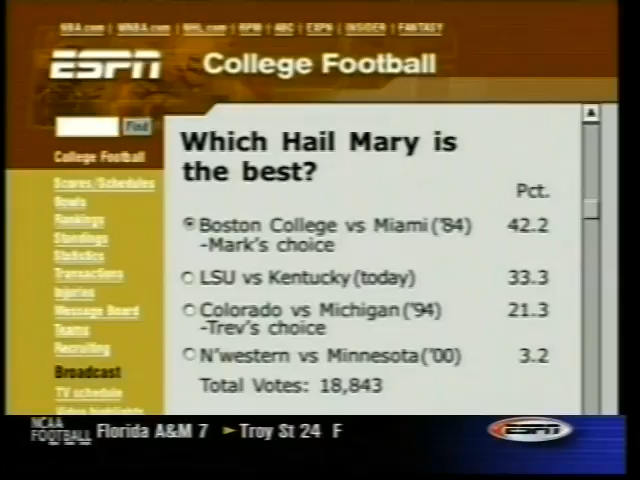 NBA.com | WNBA.com | NHL.com | RPM | ABC | EXPN | INSIDER | FANTASY
ESPN College Football
Find
College Football
Scores/Schedules
Bowls
Rankings
Standings
Statistics
Transactions
Injuries
Message Board
Teams
Recruiting
Broadcast
TV schedule
Video highlights
Which Hail Mary is
the best?
Pct.
Boston College vs Miami('84) 42.2
-Mark's choice
LSU vs Kentucky(today) 33.3
Colorado vs Michigan('94) 21.3
-Trev's choice
N'western vs Minnesota('00) 3.2
Total Votes: 18,843
NCAA
FOOTBALL
Florida A&M 7 ►Troy St 24 F
ESPN